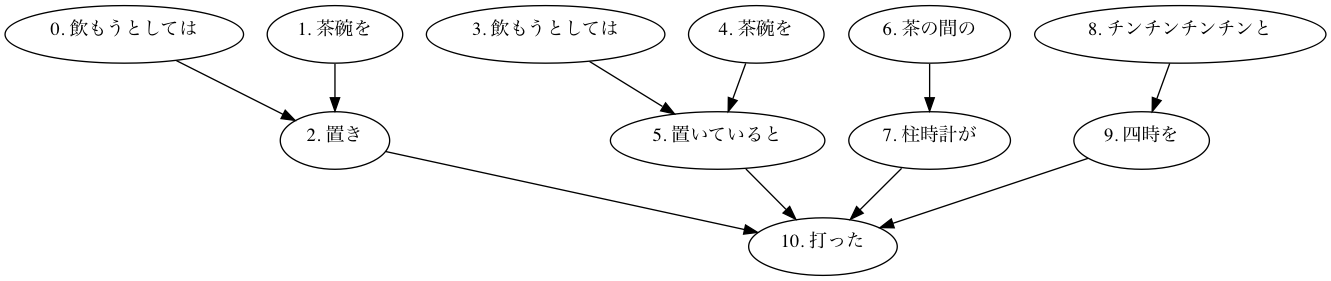 0. 飲もうとしては
1. 茶碗を
3. 飲もうとしては
4. 茶碗を
6. 茶の間の
8. チンチンチンチンと
2. 置き
5. 置いていると
7. 柱時計が
9. 四時を
10. 打った